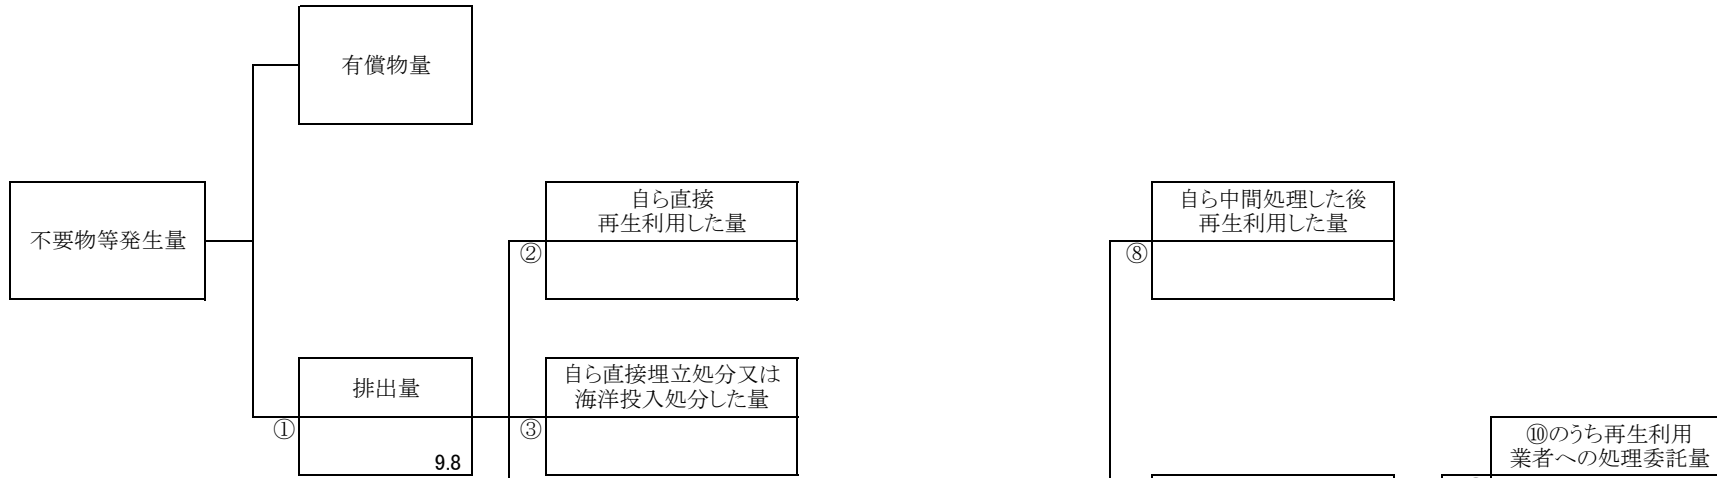 有償物量
不要物等発生量
自ら直接
再生利用した量
②
自ら中間処理した後
再生利用した量
⑧
排出量
①
9.8
自ら直接埋立処分又は
海洋投入処分した量
③
⑩のうち再生利用
業者への処理委託量